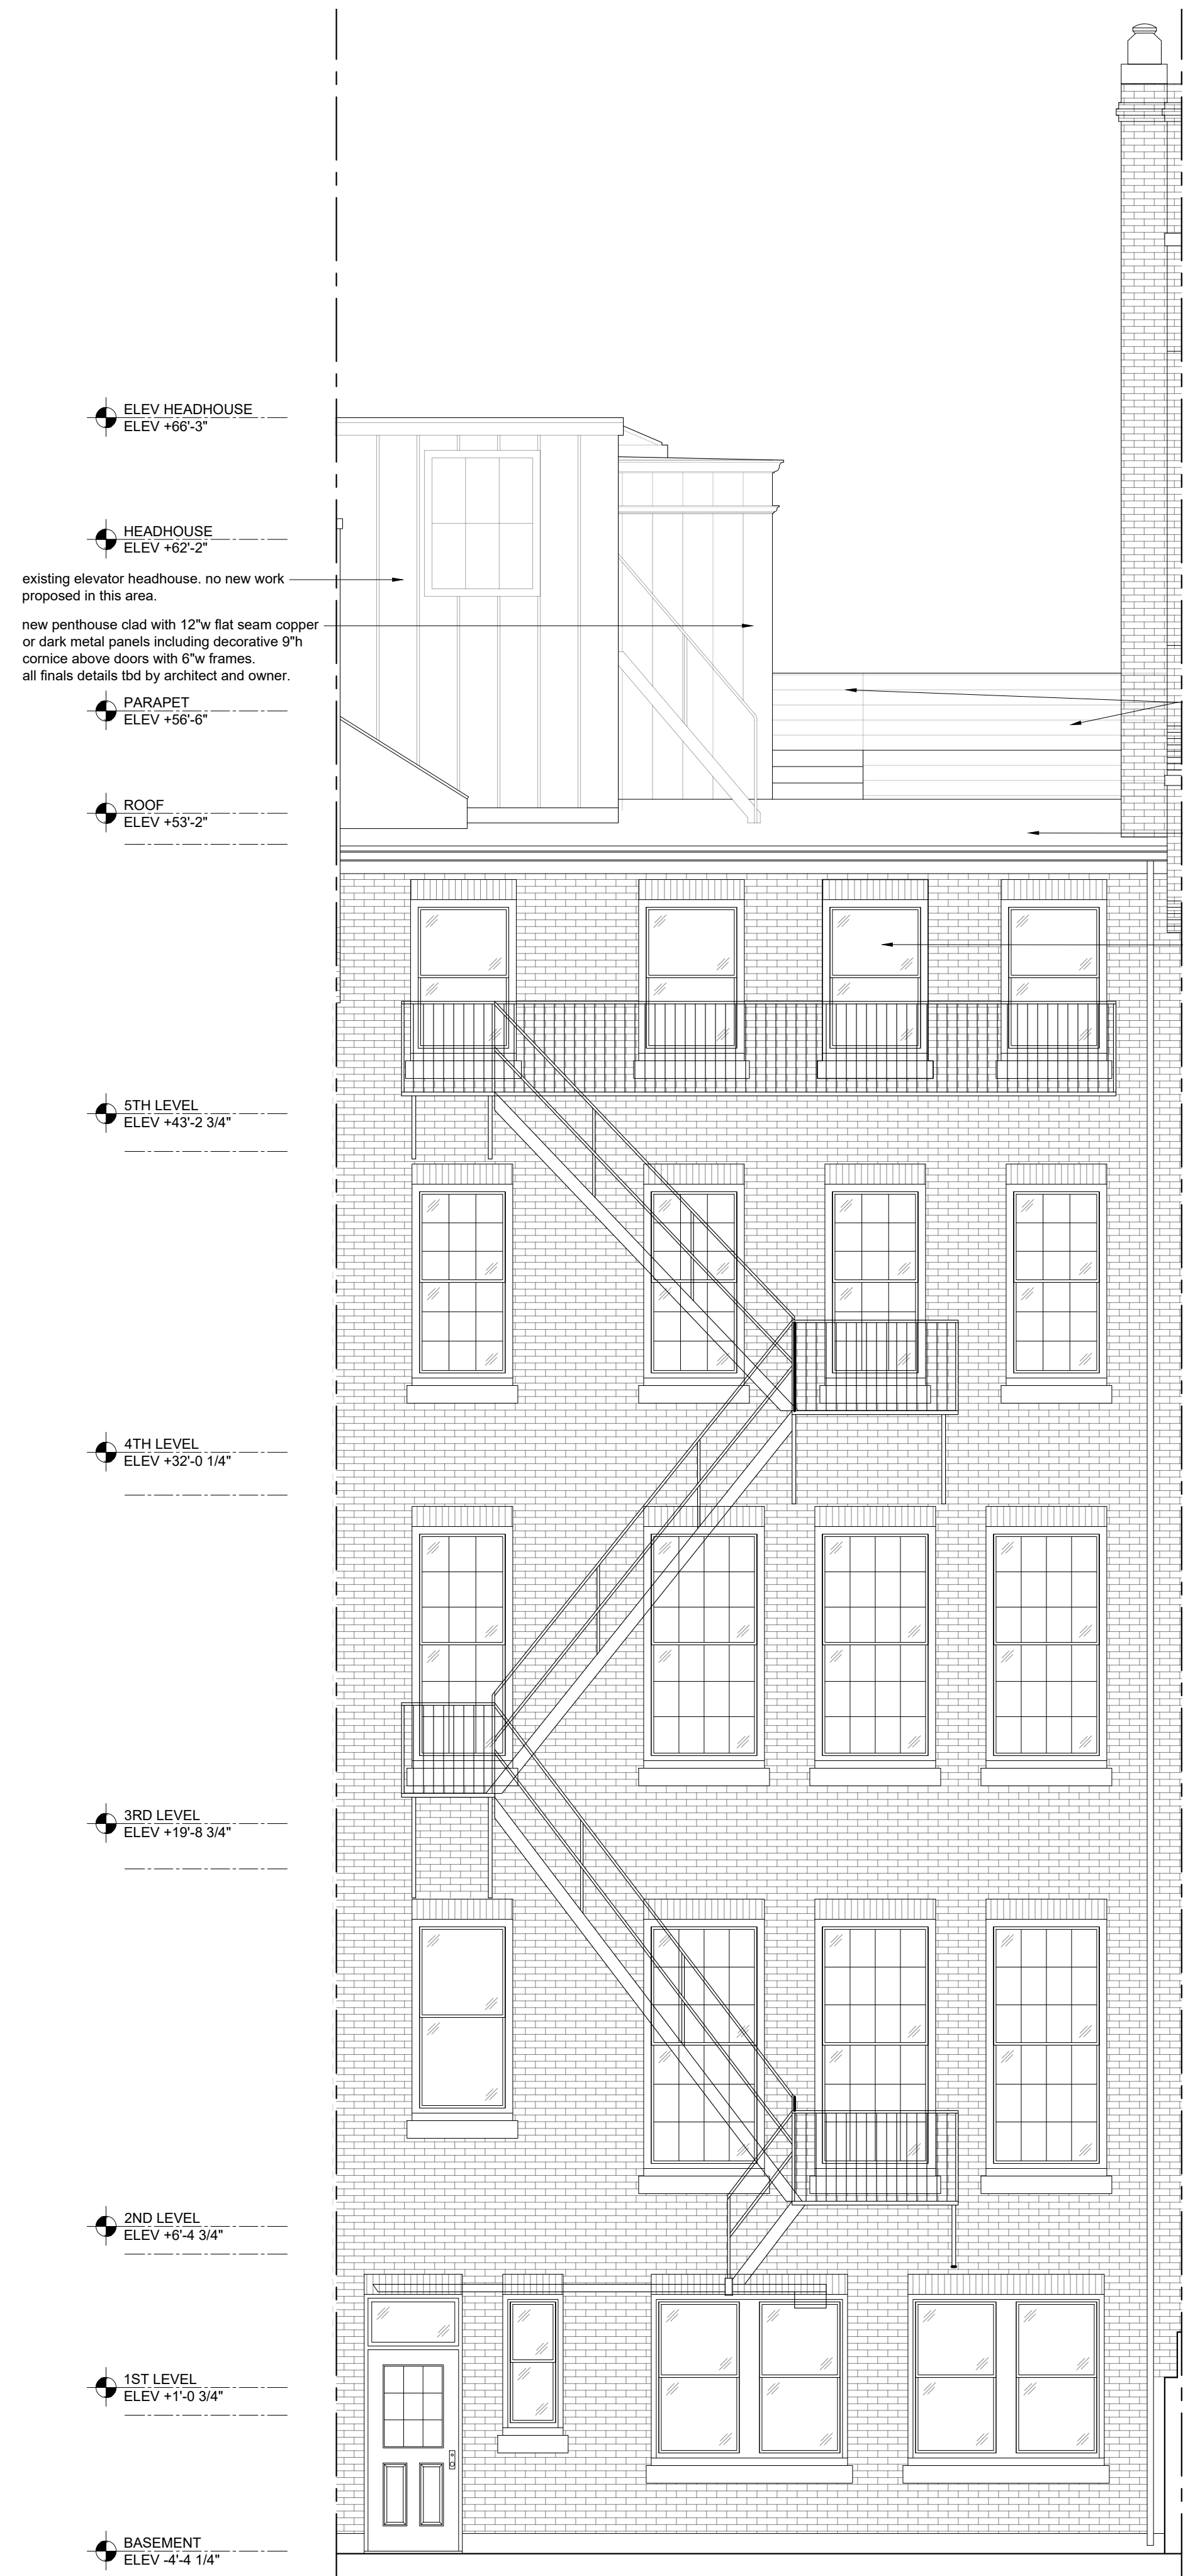 ELEV HEADHOUSE
ELEV +66'-3"
HEADHOUSE
ELEV +62'-2"
existing elevator headhouse. no new work
proposed in this area.
new penthouse clad with 12"w flat seam copper
or dark metal panels including decorative 9"h
cornice above doors with 6"w frames.
all finals details tbd by architect and owner.
PARAPET
ELEV +56'-6"
ROOF
ELEV +53'-2"
5TH LEVEL
ELEV +43'-2 3/4"
4TH LEVEL
ELEV +32'-0 1/4"
3RD LEVEL
ELEV +19'-8 3/4"
2ND LEVEL
ELEV +6'-4 3/4"
1ST LEVEL
ELEV +1'-0 3/4"
BASEMENT
ELEV -4'-4 1/4"